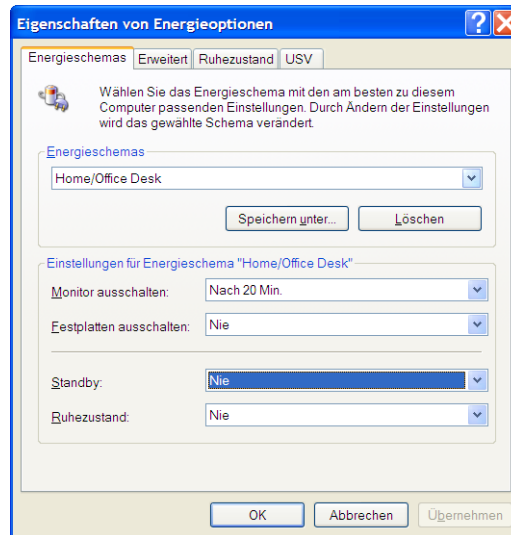 Eigenschaften von Energieoptionen
Energieschemas Erweitert Ruhezustand USV
Wählen Sie das Energieschema mit den am besten zu diesem
Computer passenden Einstellungen. Durch Ändern der Einstellungen
wird das gewählte Schema verändert.
Energieschemas
Home/Office Desk
Speichern unter... Löschen
Einstellungen für Energieschema "Home/Office Desk"
Monitor ausschalten: Nach 20 Min.
Festplatten ausschalten: Nie
Standby: Nie
Ruhezustand: Nie
OK Abbrechen Übernehmen